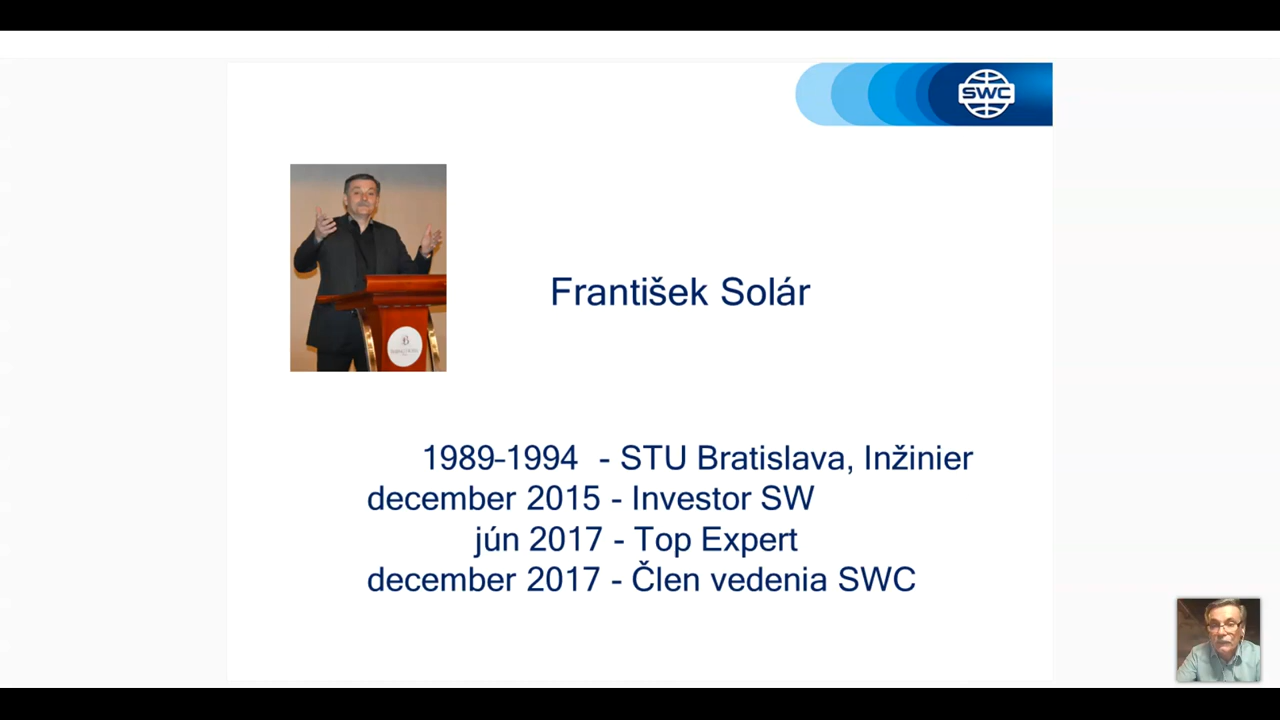 SWC
František Solár
1989-1994 - STU Bratislava, Inžinier
december 2015 - Investor SW
jún 2017 - Top Expert
december 2017 - Člen vedenia SWC